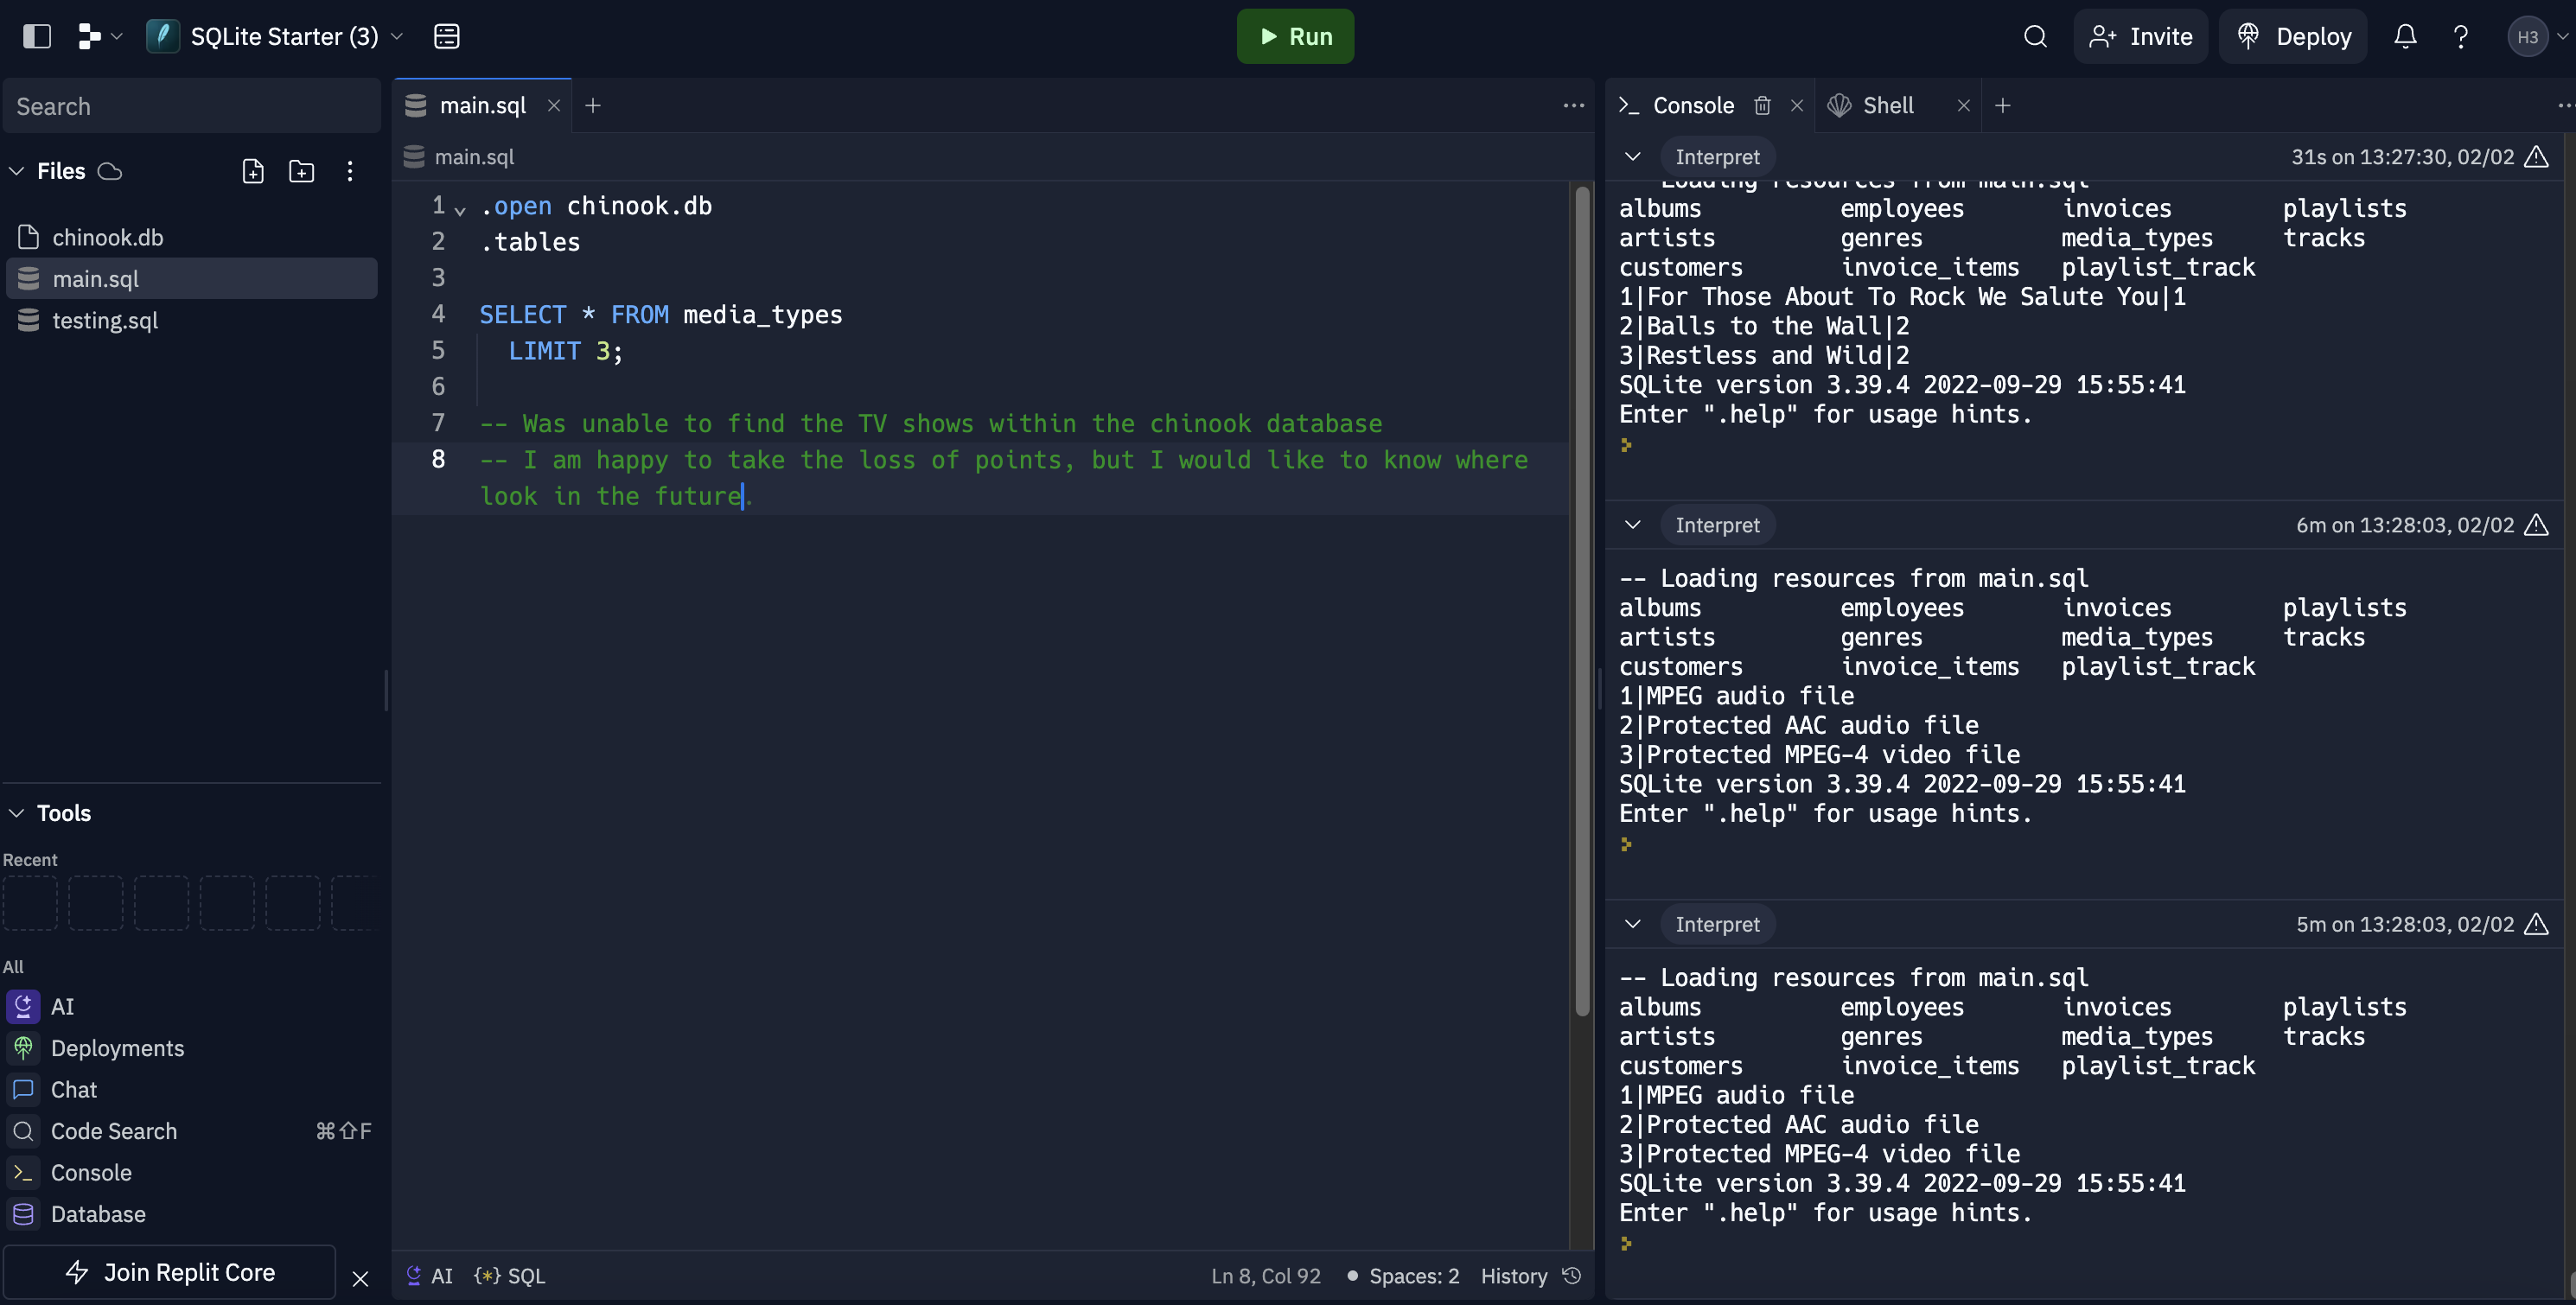 SQLite Starter (3)
Run
Invite
Deploy
H3
Search
Files
chinook.db
main.sql
testing.sql
Tools
Recent
All
AI
Deployments
Chat
Code Search ⌘⇧F
Console
Database
Join Replit Core
main.sql
main.sql
1 .open chinook.db
2 .tables
3
4 SELECT * FROM media_types
5 LIMIT 3;
6
7 -- Was unable to find the TV shows within the chinook database
8 -- I am happy to take the loss of points, but I would like to know where
look in the future.
AI {*} SQL
Ln 8, Col 92 Spaces: 2 History
Console
Shell
Interpret 31s on 13:27:30, 02/02
-- Loading resources from main.sql
albums employees invoices playlists
artists genres media_types tracks
customers invoice_items playlist_track
1|For Those About To Rock We Salute You|1
2|Balls to the Wall|2
3|Restless and Wild|2
SQLite version 3.39.4 2022-09-29 15:55:41
Enter ".help" for usage hints.
Interpret 6m on 13:28:03, 02/02
-- Loading resources from main.sql
albums employees invoices playlists
artists genres media_types tracks
customers invoice_items playlist_track
1|MPEG audio file
2|Protected AAC audio file
3|Protected MPEG-4 video file
SQLite version 3.39.4 2022-09-29 15:55:41
Enter ".help" for usage hints.
Interpret 5m on 13:28:03, 02/02
-- Loading resources from main.sql
albums employees invoices playlists
artists genres media_types tracks
customers invoice_items playlist_track
1|MPEG audio file
2|Protected AAC audio file
3|Protected MPEG-4 video file
SQLite version 3.39.4 2022-09-29 15:55:41
Enter ".help" for usage hints.